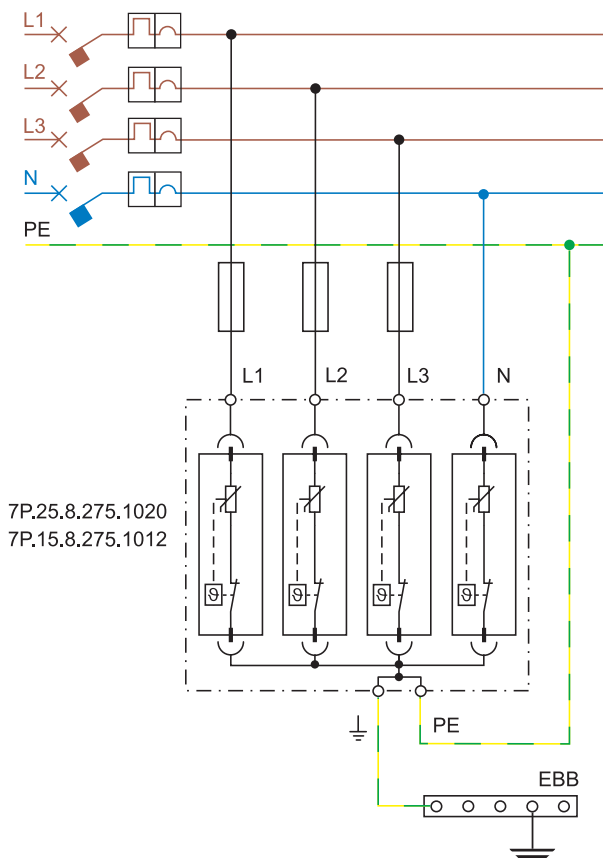 L1
L2
L3
N
PE
L1 L2 L3 N
7P.25.8.275.1020
7P.15.8.275.1012
ϑ ϑ ϑ ϑ
PE
EBB